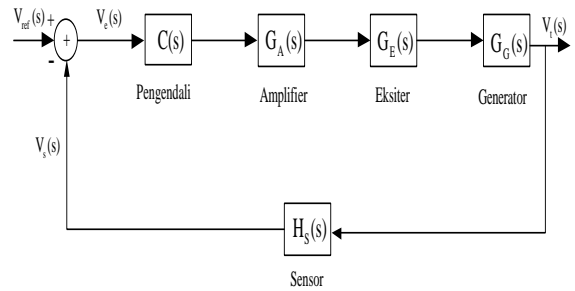 V_ref(s) +
V_e(s)
V_t(s)
+
-
C(s)
G_A(s)
G_E(s)
G_G(s)
Pengendali
Amplifier
Eksiter
Generator
V_s(s)
H_S(s)
Sensor